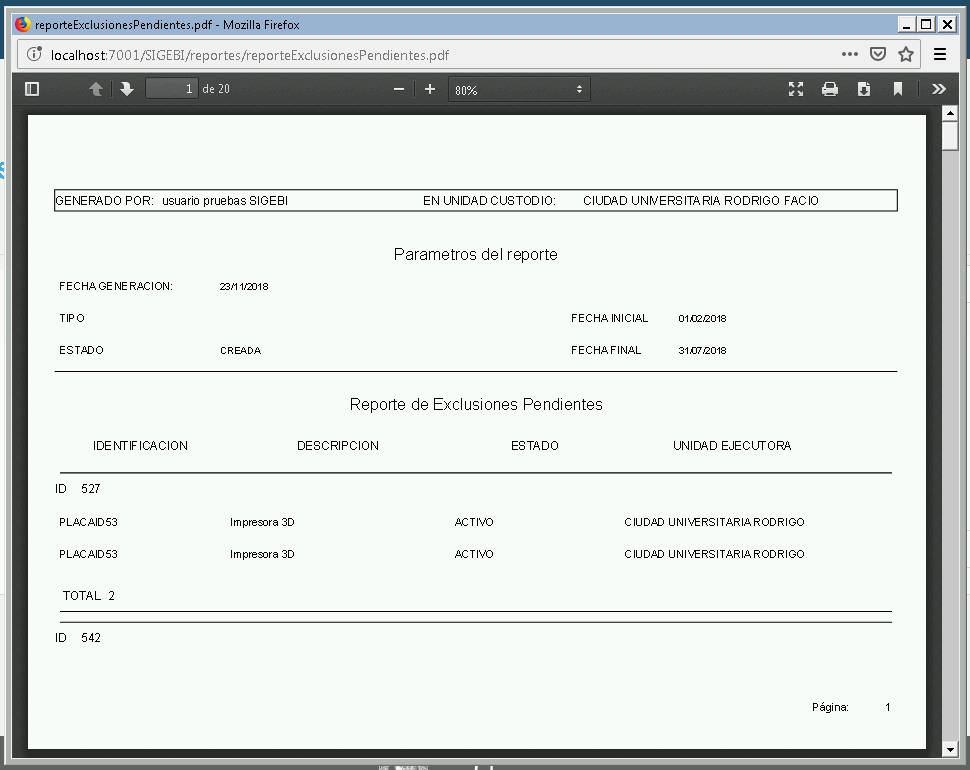 reporteExclusionesPendientes.pdf - Mozilla Firefox
localhost:7001/SIGEBI/reportes/reporteExclusionesPendientes.pdf
1 de 20 80%
GENERADO POR: usuario pruebas SIGEBI EN UNIDAD CUSTODIO: CIUDAD UNIVERSITARIA RODRIGO FACIO
Parametros del reporte
FECHA GENERACION: 23/11/2018
TIPO FECHA INICIAL 01/02/2018
ESTADO CREADA FECHA FINAL 31/07/2018
Reporte de Exclusiones Pendientes
IDENTIFICACION DESCRIPCION ESTADO UNIDAD EJECUTORA
ID 527
PLACAID53 Impresora 3D ACTIVO CIUDAD UNIVERSITARIA RODRIGO
PLACAID53 Impresora 3D ACTIVO CIUDAD UNIVERSITARIA RODRIGO
TOTAL 2
ID 542
Página: 1